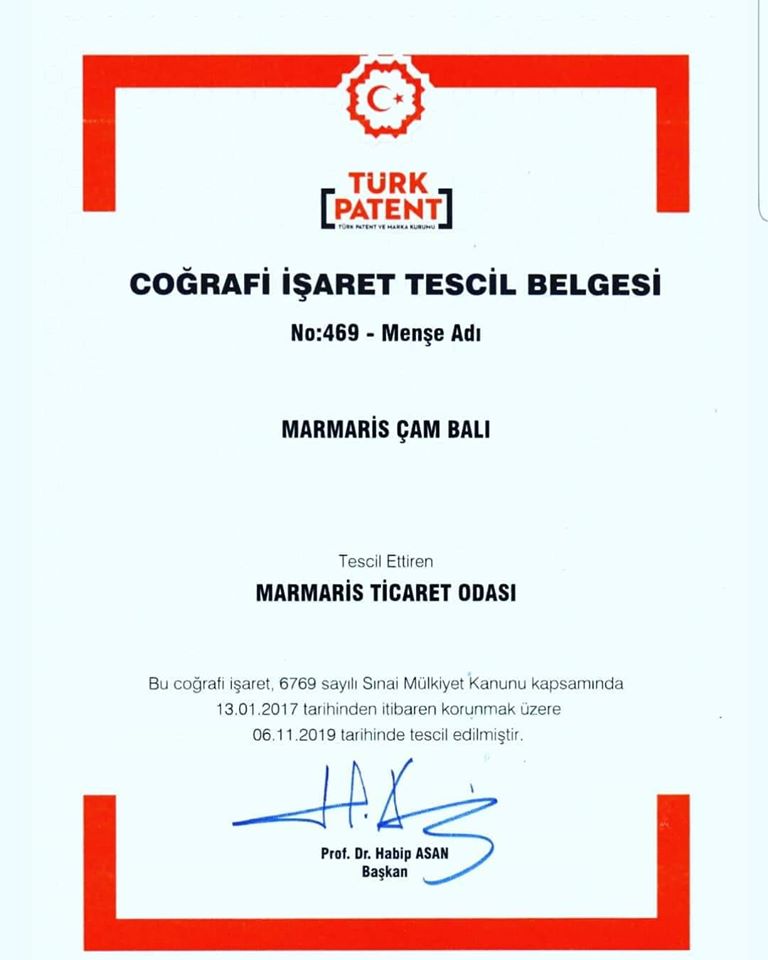 TÜRK
PATENT
TÜRK PATENT VE MARKA KURUMU
COĞRAFİ İŞARET TESCİL BELGESİ
No:469 - Menşe Adı
MARMARİS ÇAM BALI
Tescil Ettiren
MARMARİS TİCARET ODASI
Bu coğrafi işaret, 6769 sayılı Sınai Mülkiyet Kanunu kapsamında
13.01.2017 tarihinden itibaren korunmak üzere
06.11.2019 tarihinde tescil edilmiştir.
Prof. Dr. Habip ASAN
Başkan